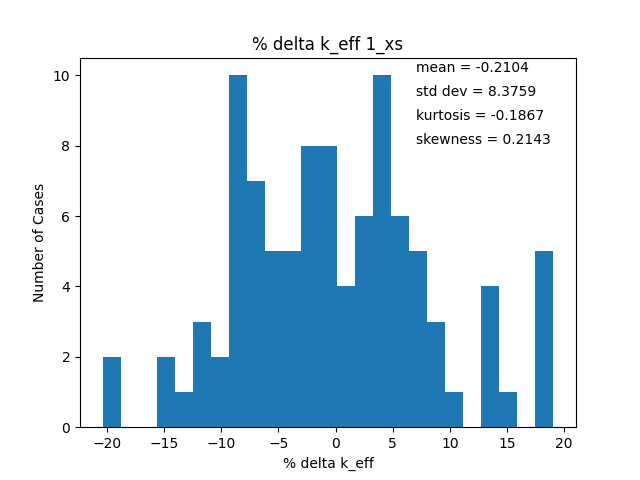 % delta k_eff 1_xs
mean = -0.2104
std dev = 8.3759
kurtosis = -0.1867
skewness = 0.2143
10
8
6
4
2
0
Number of Cases
−20 −15 −10 −5 0 5 10 15 20
% delta k_eff